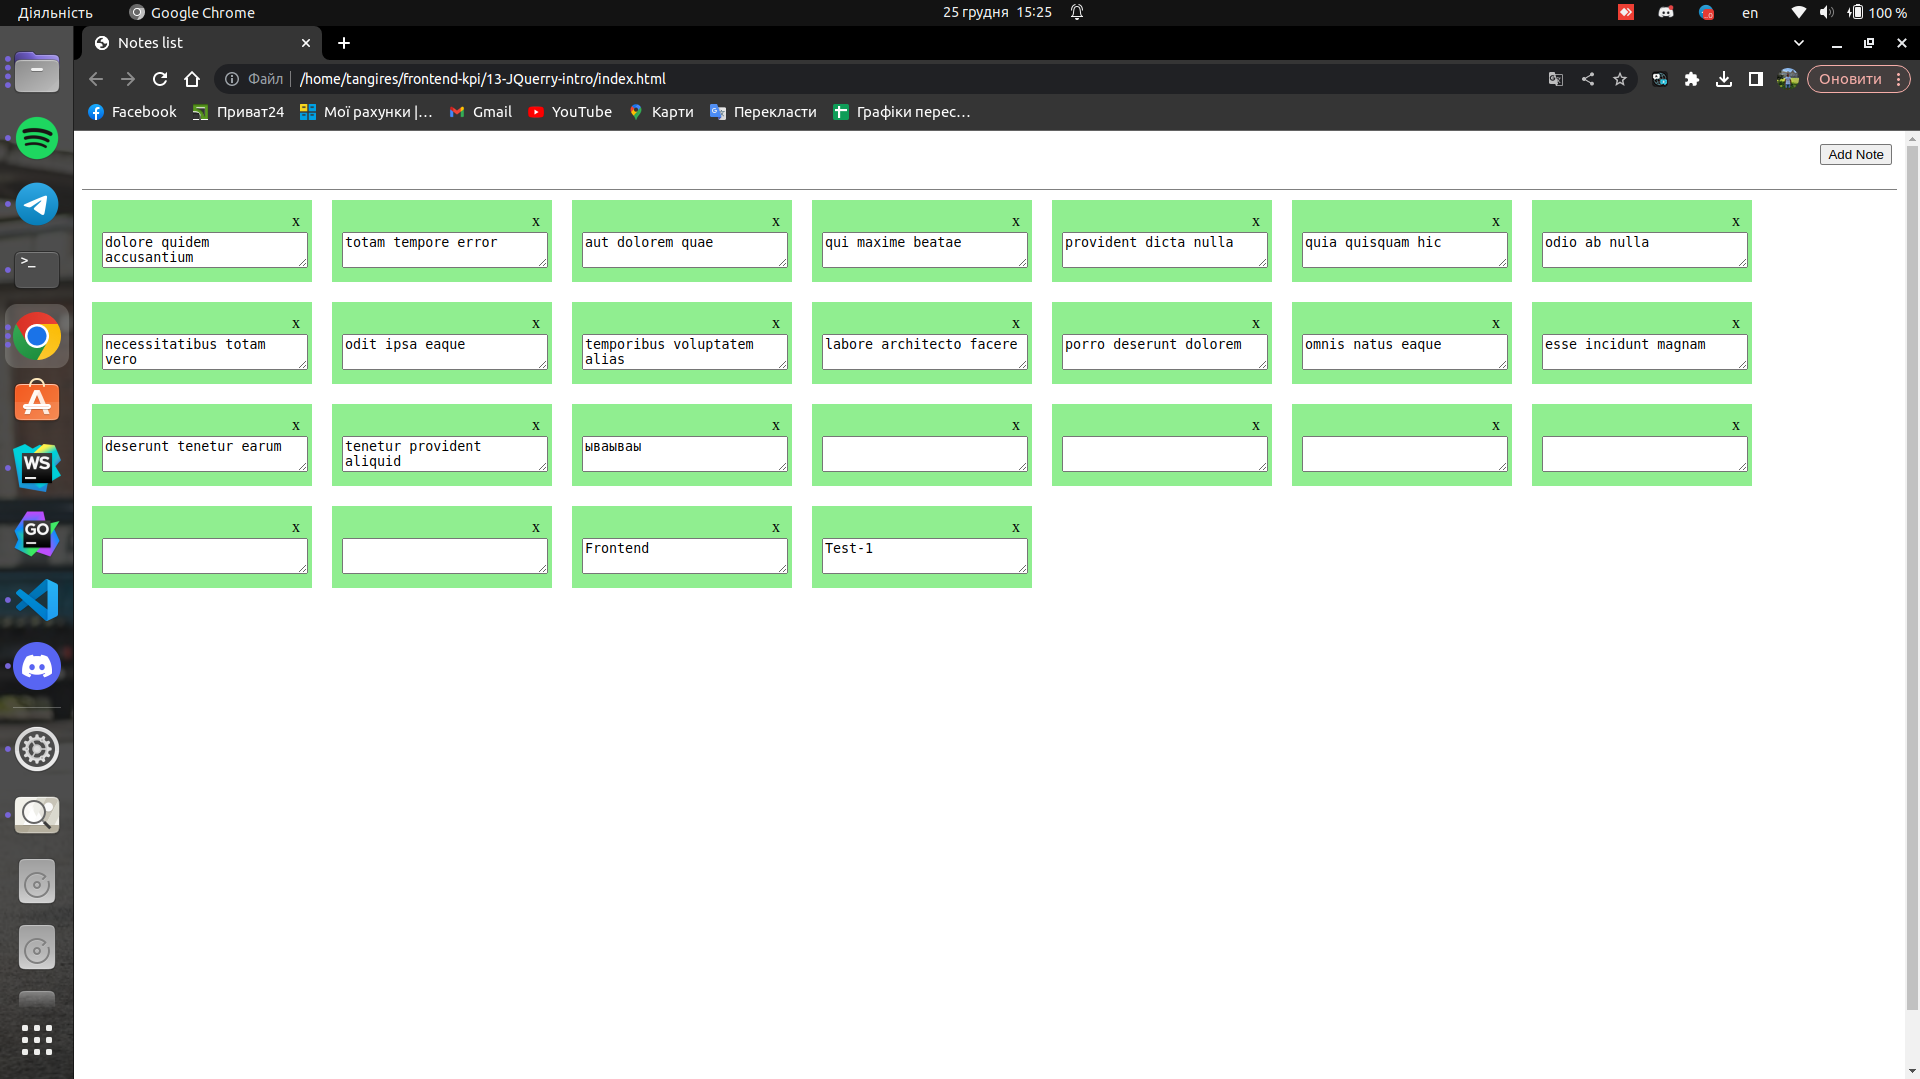 Діяльність
Google Chrome
25 грудня 15:25
en
100 %
Notes list
Файл
/home/tangires/frontend-kpi/13-JQuerry-intro/index.html
Оновити
Facebook
Приват24
Мої рахунки |...
Gmail
YouTube
Карти
Перекласти
Графіки перес...
Add Note
x x x x x x x
dolore quidem accusantium
totam tempore error
aut dolorem quae
qui maxime beatae
provident dicta nulla
quia quisquam hic
odio ab nulla
x x x x x x x
necessitatibus totam vero
odit ipsa eaque
temporibus voluptatem alias
labore architecto facere
porro deserunt dolorem
omnis natus eaque
esse incidunt magnam
x x x x x x x
deserunt tenetur earum
tenetur provident aliquid
ываываы
x x x x
Frontend
Test-1
WS
GO